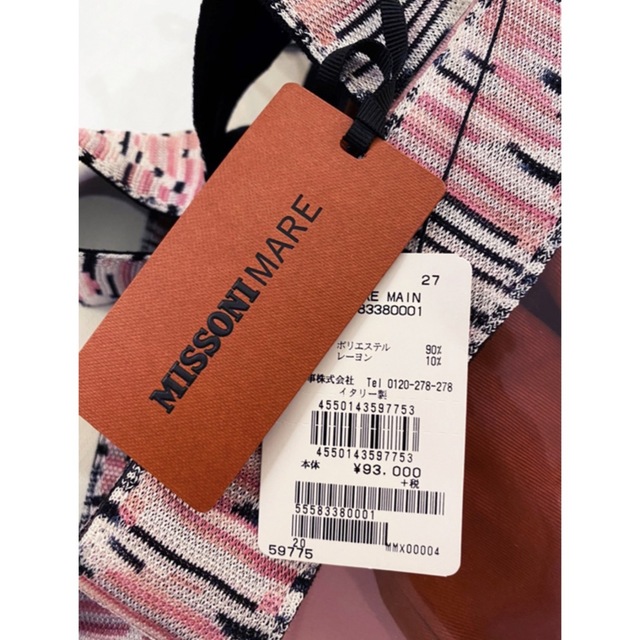 MISSONI MARE
27
MAIN
83380001
ポリエステル 90%
レーヨン 10%
事株式会社 Tel 0120-278-278
イタリー製
4550143597753
4550143597753
本体 ¥93.000
+税
55583380001
20 MMX00004
59775